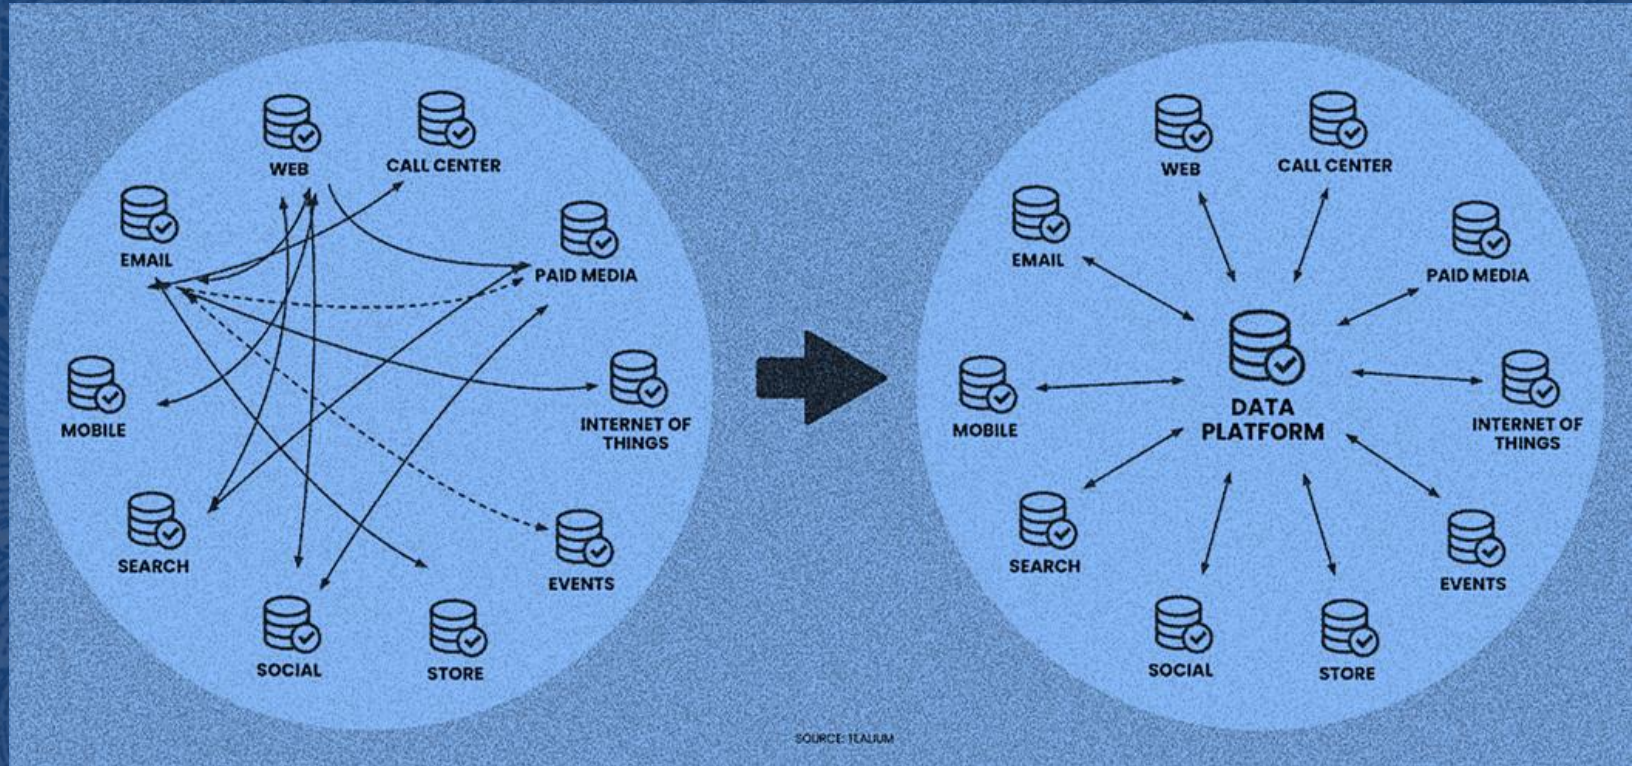 WEB
CALL CENTER
EMAIL
PAID MEDIA
MOBILE
INTERNET OF
THINGS
SEARCH
EVENTS
SOCIAL
STORE
WEB
CALL CENTER
EMAIL
PAID MEDIA
DATA
PLATFORM
MOBILE
INTERNET OF
THINGS
SEARCH
EVENTS
SOCIAL
STORE
SOURCE: TEALIUM